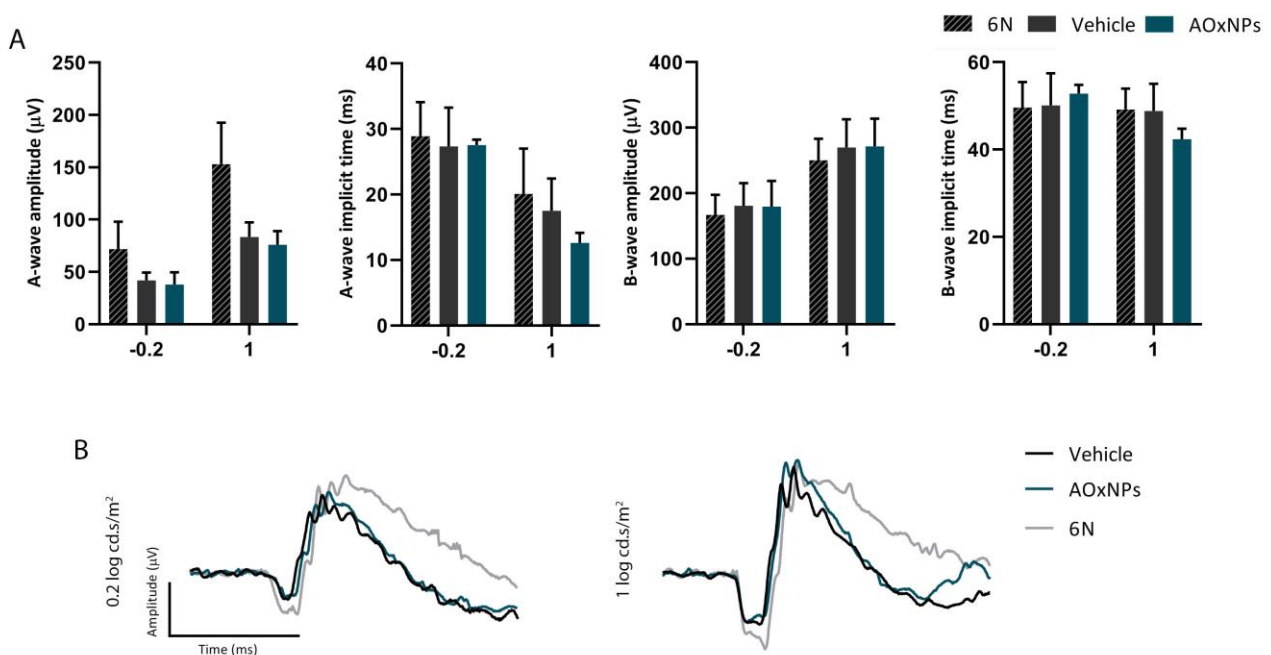 A
6N Vehicle AOxNPs
A-wave amplitude (µV)
250
200
150
100
50
0
-0.2 1
A-wave implicit time (ms)
40
30
20
10
0
-0.2 1
B-wave amplitude (µV)
400
300
200
100
0
-0.2 1
B-wave implicit time (ms)
60
40
20
0
-0.2 1
B
0.2 log cd.s/m²
Amplitude (µV)
Time (ms)
1 log cd.s/m²
Vehicle
AOxNPs
6N